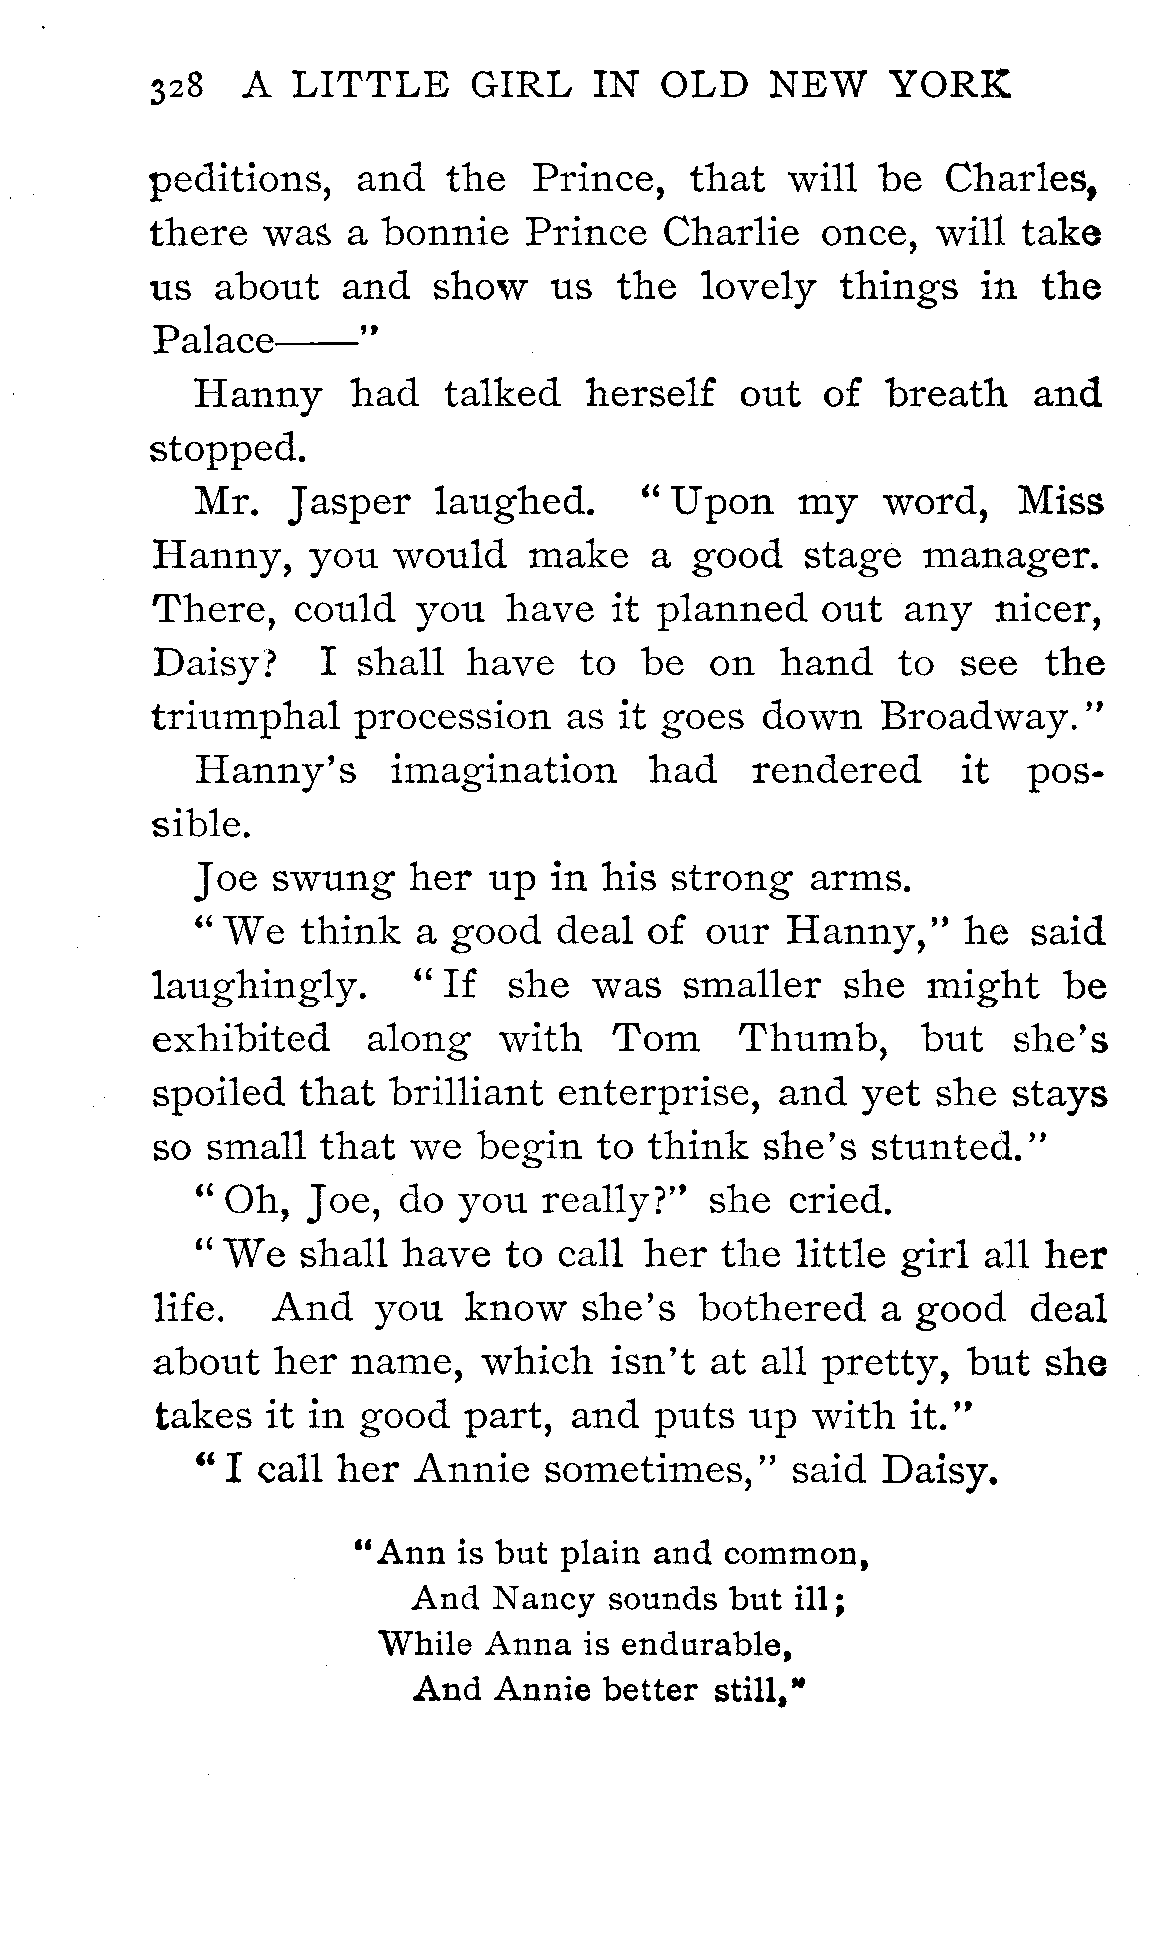 328 A LITTLE GIRL IN OLD NEW YORK
peditions, and the Prince, that will be Charles,
there was a bonnie Prince Charlie once, will take
us about and show us the lovely things in the
Palace——"
Hanny had talked herself out of breath and
stopped.
Mr. Jasper laughed. "Upon my word, Miss
Hanny, you would make a good stage manager.
There, could you have it planned out any nicer,
Daisy? I shall have to be on hand to see the
triumphal procession as it goes down Broadway."
Hanny's imagination had rendered it pos-
sible.
Joe swung her up in his strong arms.
"We think a good deal of our Hanny," he said
laughingly. "If she was smaller she might be
exhibited along with Tom Thumb, but she's
spoiled that brilliant enterprise, and yet she stays
so small that we begin to think she's stunted."
"Oh, Joe, do you really?" she cried.
"We shall have to call her the little girl all her
life. And you know she's bothered a good deal
about her name, which isn't at all pretty, but she
takes it in good part, and puts up with it."
"I call her Annie sometimes," said Daisy.
"Ann is but plain and common,
And Nancy sounds but ill;
While Anna is endurable,
And Annie better still,"